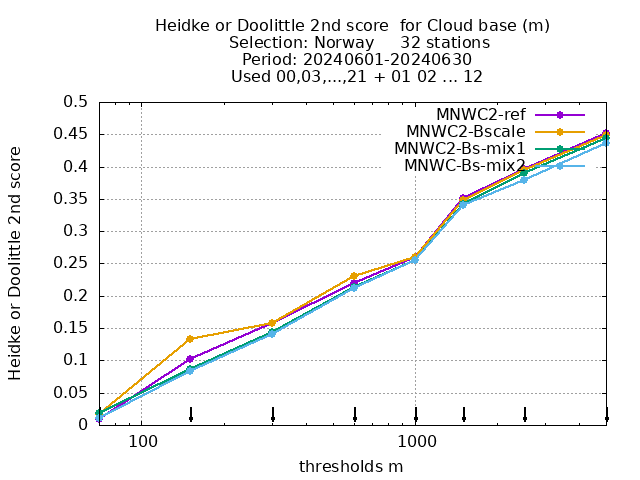 Heidke or Doolittle 2nd score  for Cloud base (m)
Selection: Norway     32 stations
Period: 20240601-20240630
Used 00,03,...,21 + 01 02 ... 12
Heidke or Doolittle 2nd score
0.5
0.45
0.4
0.35
0.3
0.25
0.2
0.15
0.1
0.05
0
MNWC2-ref
MNWC2-Bscale
MNWC2-Bs-mix1
MNWC-Bs-mix2
100
1000
thresholds m